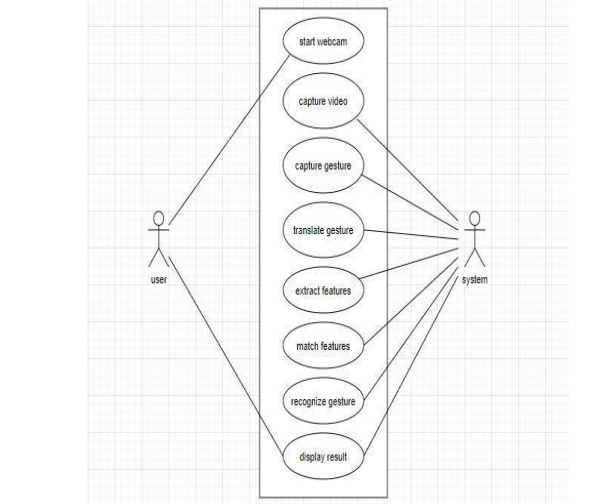 start webcam
capture video
capture gesture
translate gesture
user
system
extract features
match features
recognize gesture
display result